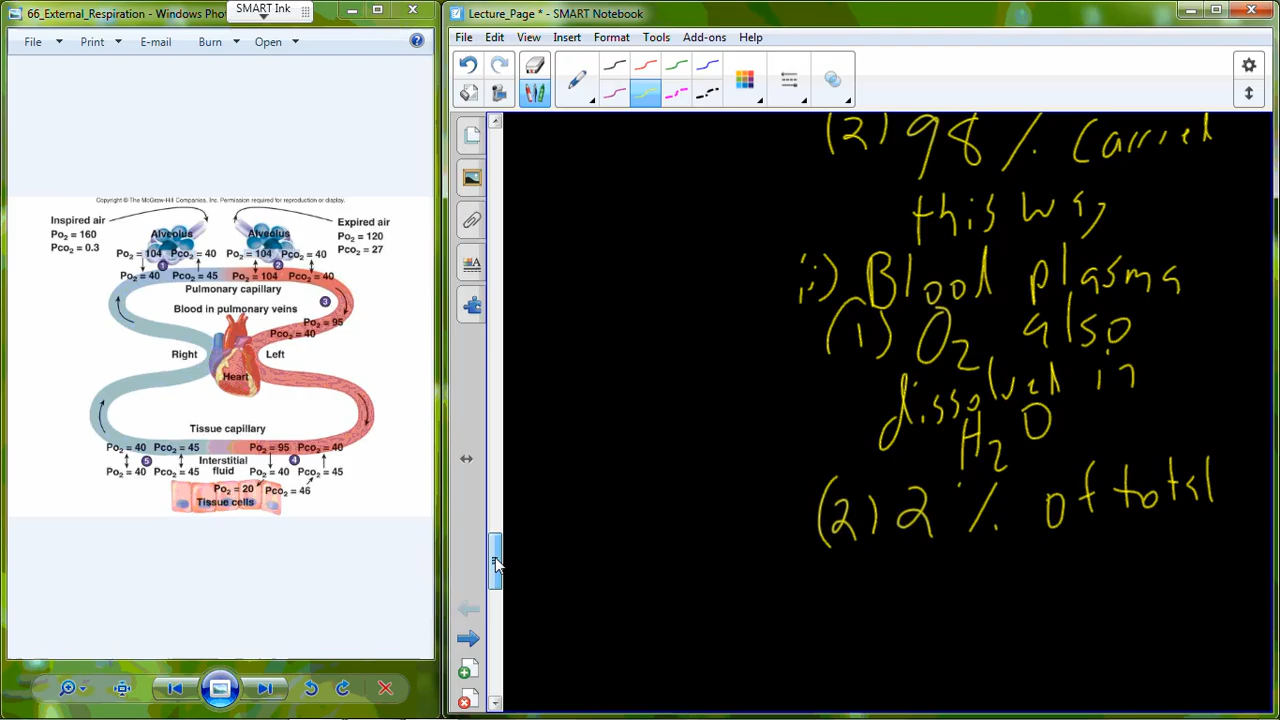 66_External_Respiration - Windows Pho
SMART Ink
File Print E-mail Burn Open
Copyright © The McGraw-Hill Companies, Inc. Permission required for reproduction or display.
Inspired air
Po2 = 160
Pco2 = 0.3
Expired air
Po2 = 120
Pco2 = 27
Alveolus
Alveolus
Po2 = 104 Pco2 = 40
Po2 = 104 Pco2 = 40
1
2
Po2 = 40 Pco2 = 45
Po2 = 104 Pco2 = 40
Pulmonary capillary
3
Blood in pulmonary veins
Po2 = 95
Pco2 = 40
Right
Left
Heart
Tissue capillary
Po2 = 40 Pco2 = 45
Po2 = 95 Pco2 = 40
5
Interstitial
fluid
4
Po2 = 40 Pco2 = 45
Po2 = 40 Pco2 = 45
Po2 = 20
Pco2 = 46
Tissue cells
Lecture_Page * - SMART Notebook
File Edit View Insert Format Tools Add-ons Help
(2) 98 % Carried
this way
ii) Blood plasma
(1) O2 also
dissolved in
H2O
(2) 2 % of total